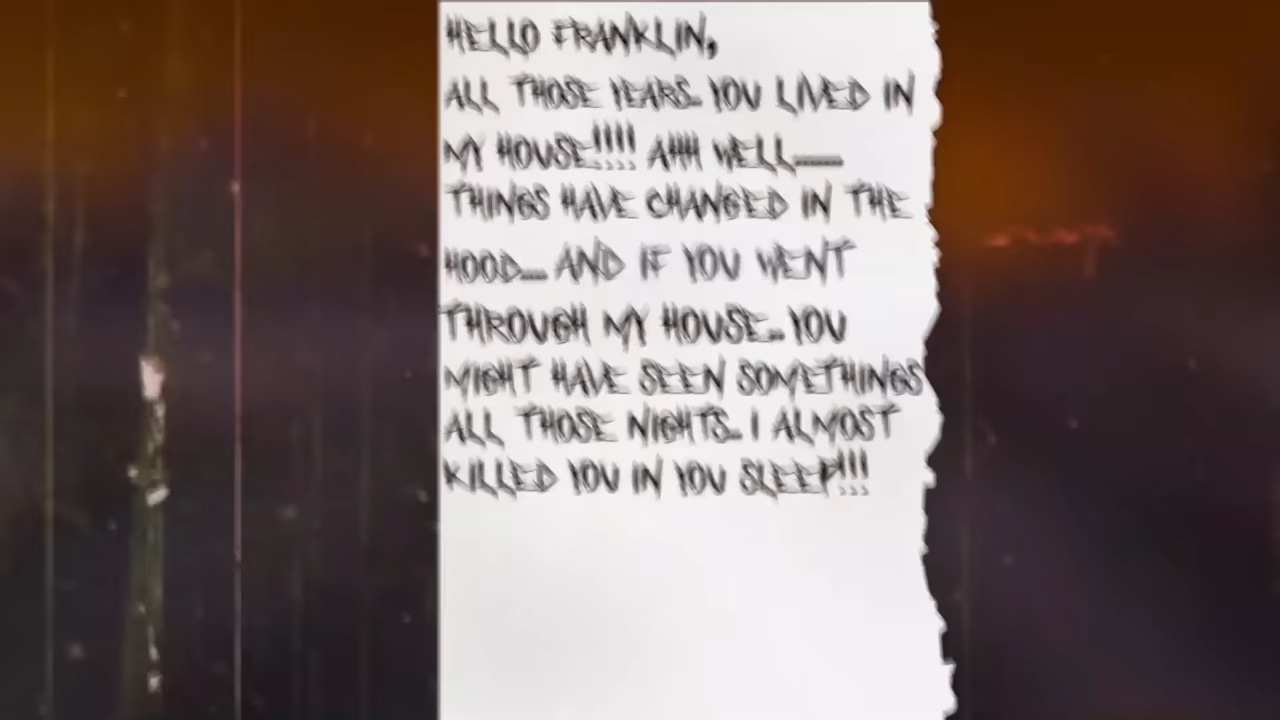 HELLO FRANKLIN,
ALL THOSE YEARS.. YOU LIVED IN
MY HOUSE!!!! AHH WELL.........
THINGS HAVE CHANGED IN THE
HOOD..... AND IF YOU WENT
THROUGH MY HOUSE... YOU
MIGHT HAVE SEEN SOMETHINGS
ALL THOSE NIGHTS.. I ALMOST
KILLED YOU IN YOU SLEEP!!!